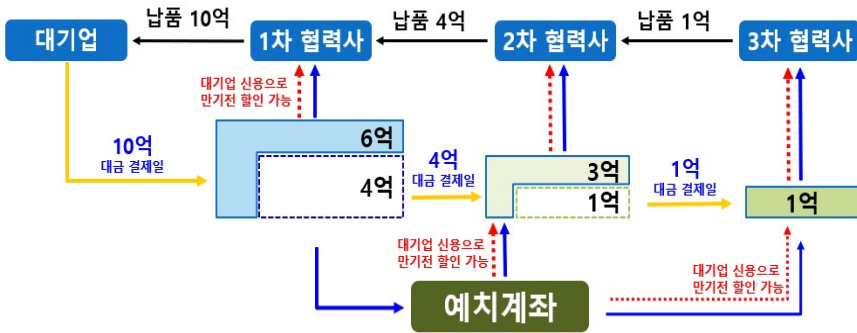 납품 10억
납품 4억
납품 1억
대기업
1차 협력사
2차 협력사
3차 협력사
대기업 신용으로
만기전 할인 가능
10억
대금 결제일
6억
4억
4억
대금 결제일
3억
1억
1억
대금 결제일
1억
대기업 신용으로
만기전 할인 가능
대기업 신용으로
만기전 할인 가능
예치계좌